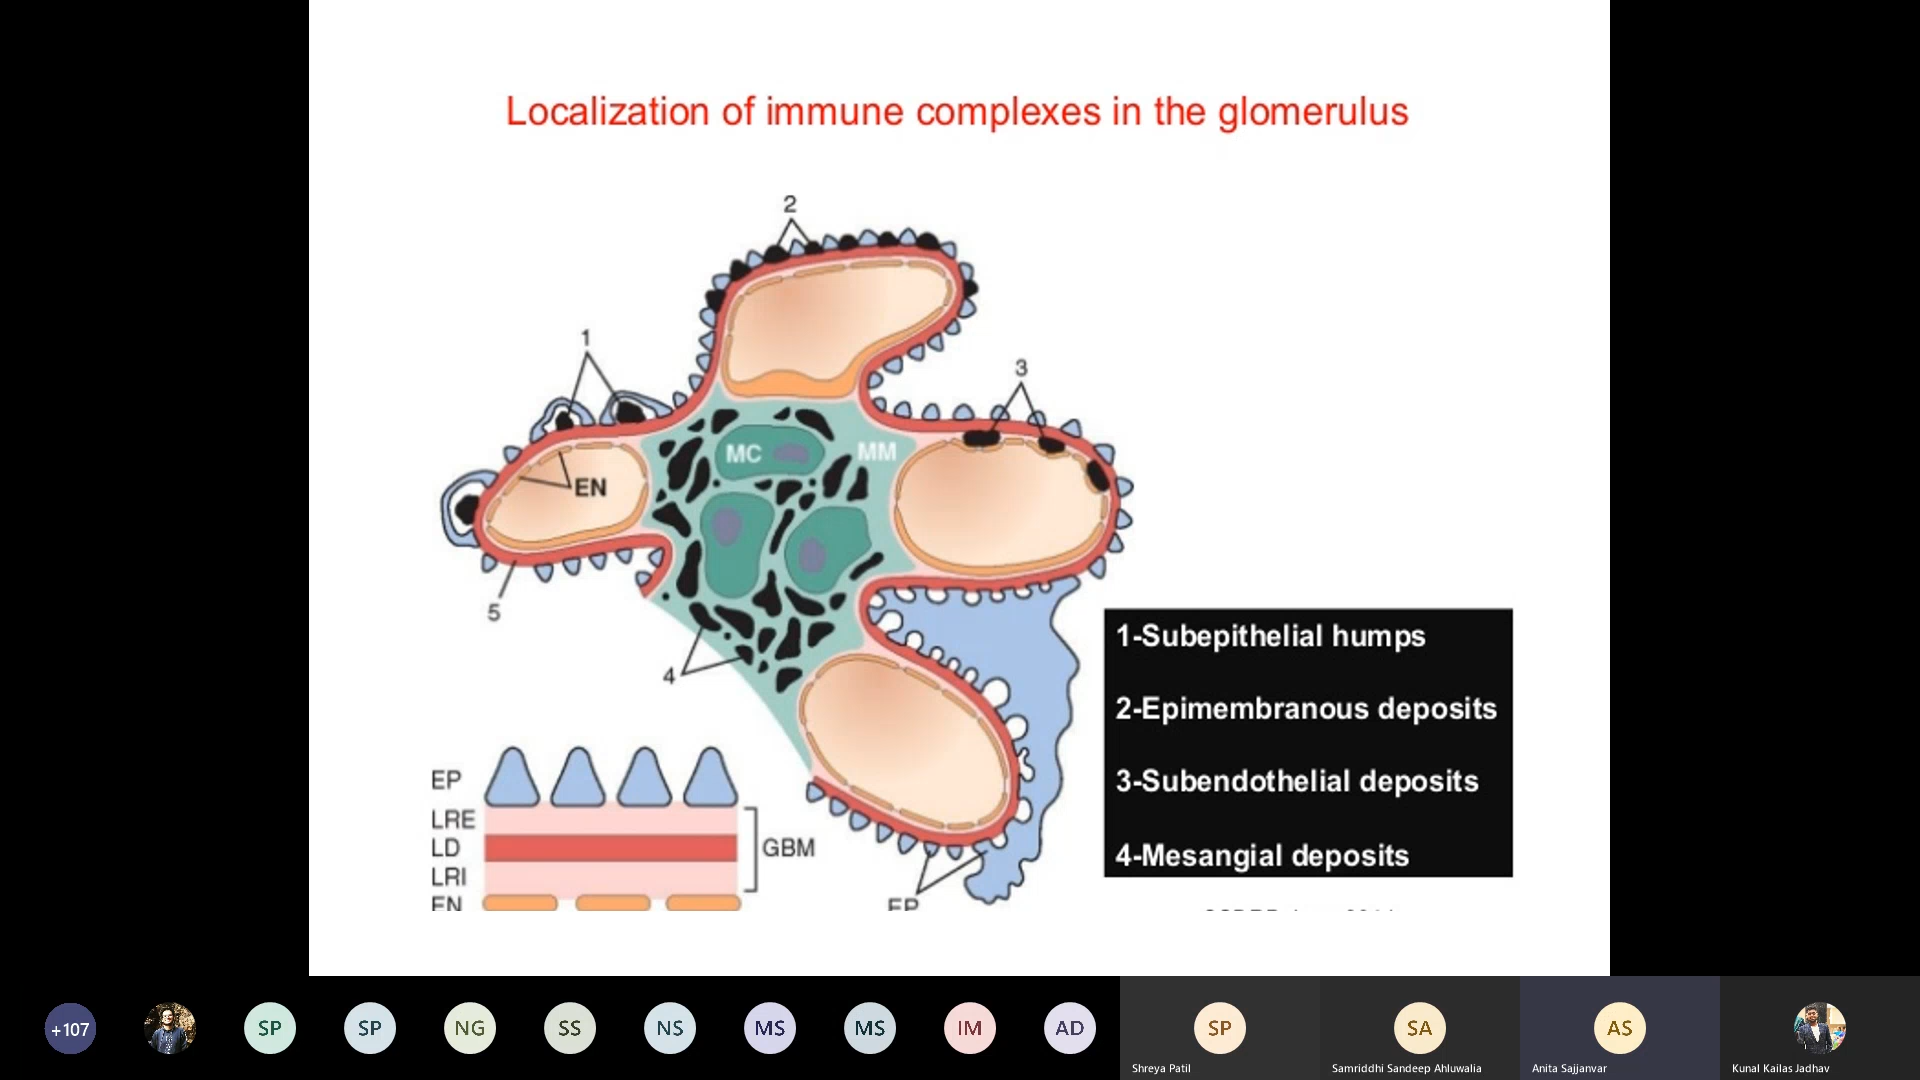 Localization of immune complexes in the glomerulus
2
1
3
MC
MM
EN
5
4
1-Subepithelial humps
2-Epimembranous deposits
3-Subendothelial deposits
4-Mesangial deposits
EP
LRE
LD
GBM
LRI
EN
EP
+107
SP
SP
NG
SS
NS
MS
MS
IM
AD
SP
SA
AS
Shreya Patil
Samriddhi Sandeep Ahluwalia
Anita Sajjanvar
Kunal Kailas Jadhav